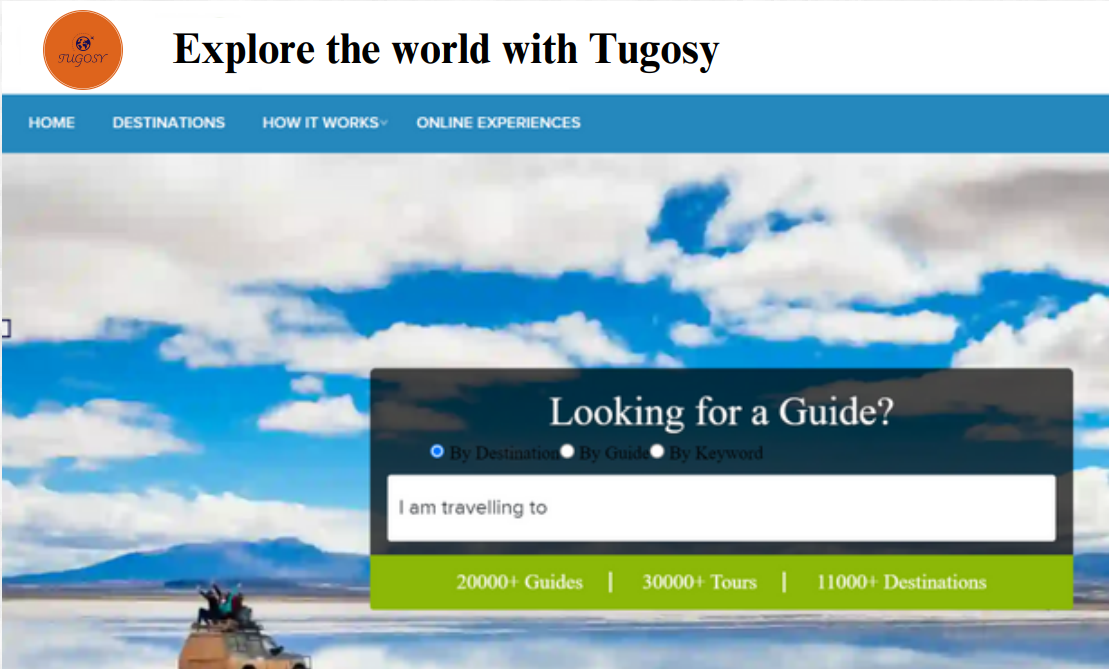 TUGOSY
Explore the world with Tugosy
HOME DESTINATIONS HOW IT WORKS ONLINE EXPERIENCES
Looking for a Guide?
By Destination By Guide By Keyword
I am travelling to
20000+ Guides | 30000+ Tours | 11000+ Destinations